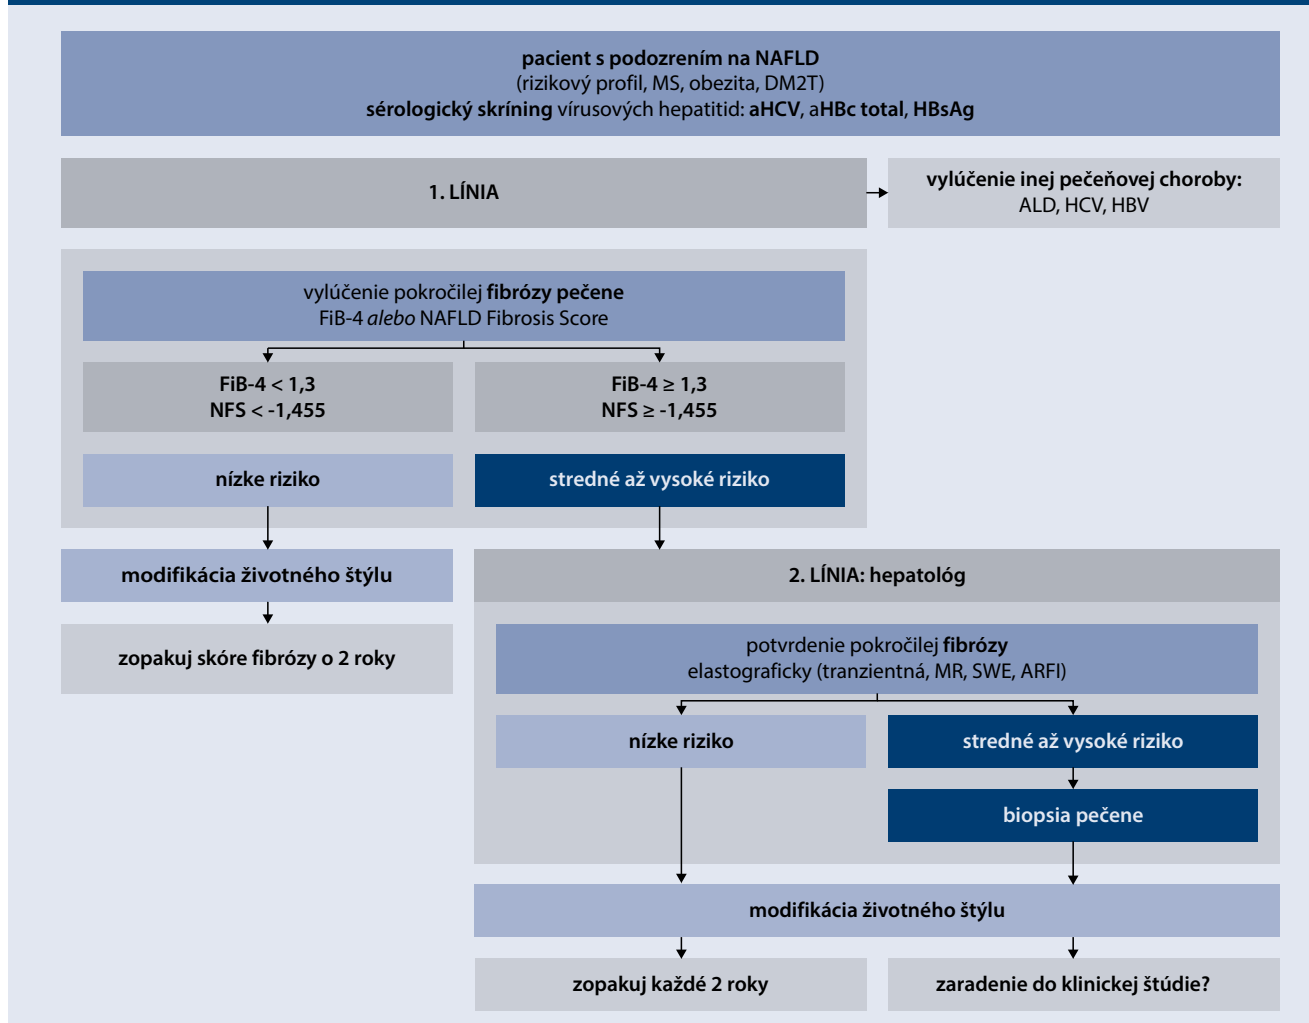 pacient s podozrením na NAFLD
(rizikový profil, MS, obezita, DM2T)
sérologický skríning vírusových hepatitid: aHCV, aHBc total, HBsAg
1. LÍNIA
vylúčenie inej pečeňovej choroby:
ALD, HCV, HBV
vylúčenie pokročilej fibrózy pečene
FiB-4 alebo NAFLD Fibrosis Score
FiB-4 < 1,3
NFS < -1,455
FiB-4 ≥ 1,3
NFS ≥ -1,455
nízke riziko
stredné až vysoké riziko
modifikácia životného štýlu
2. LÍNIA: hepatológ
zopakuj skóre fibrózy o 2 roky
potvrdenie pokročilej fibrózy
elastograficky (tranzientná, MR, SWE, ARFI)
nízke riziko
stredné až vysoké riziko
biopsia pečene
modifikácia životného štýlu
zopakuj každé 2 roky
zaradenie do klinickej štúdie?